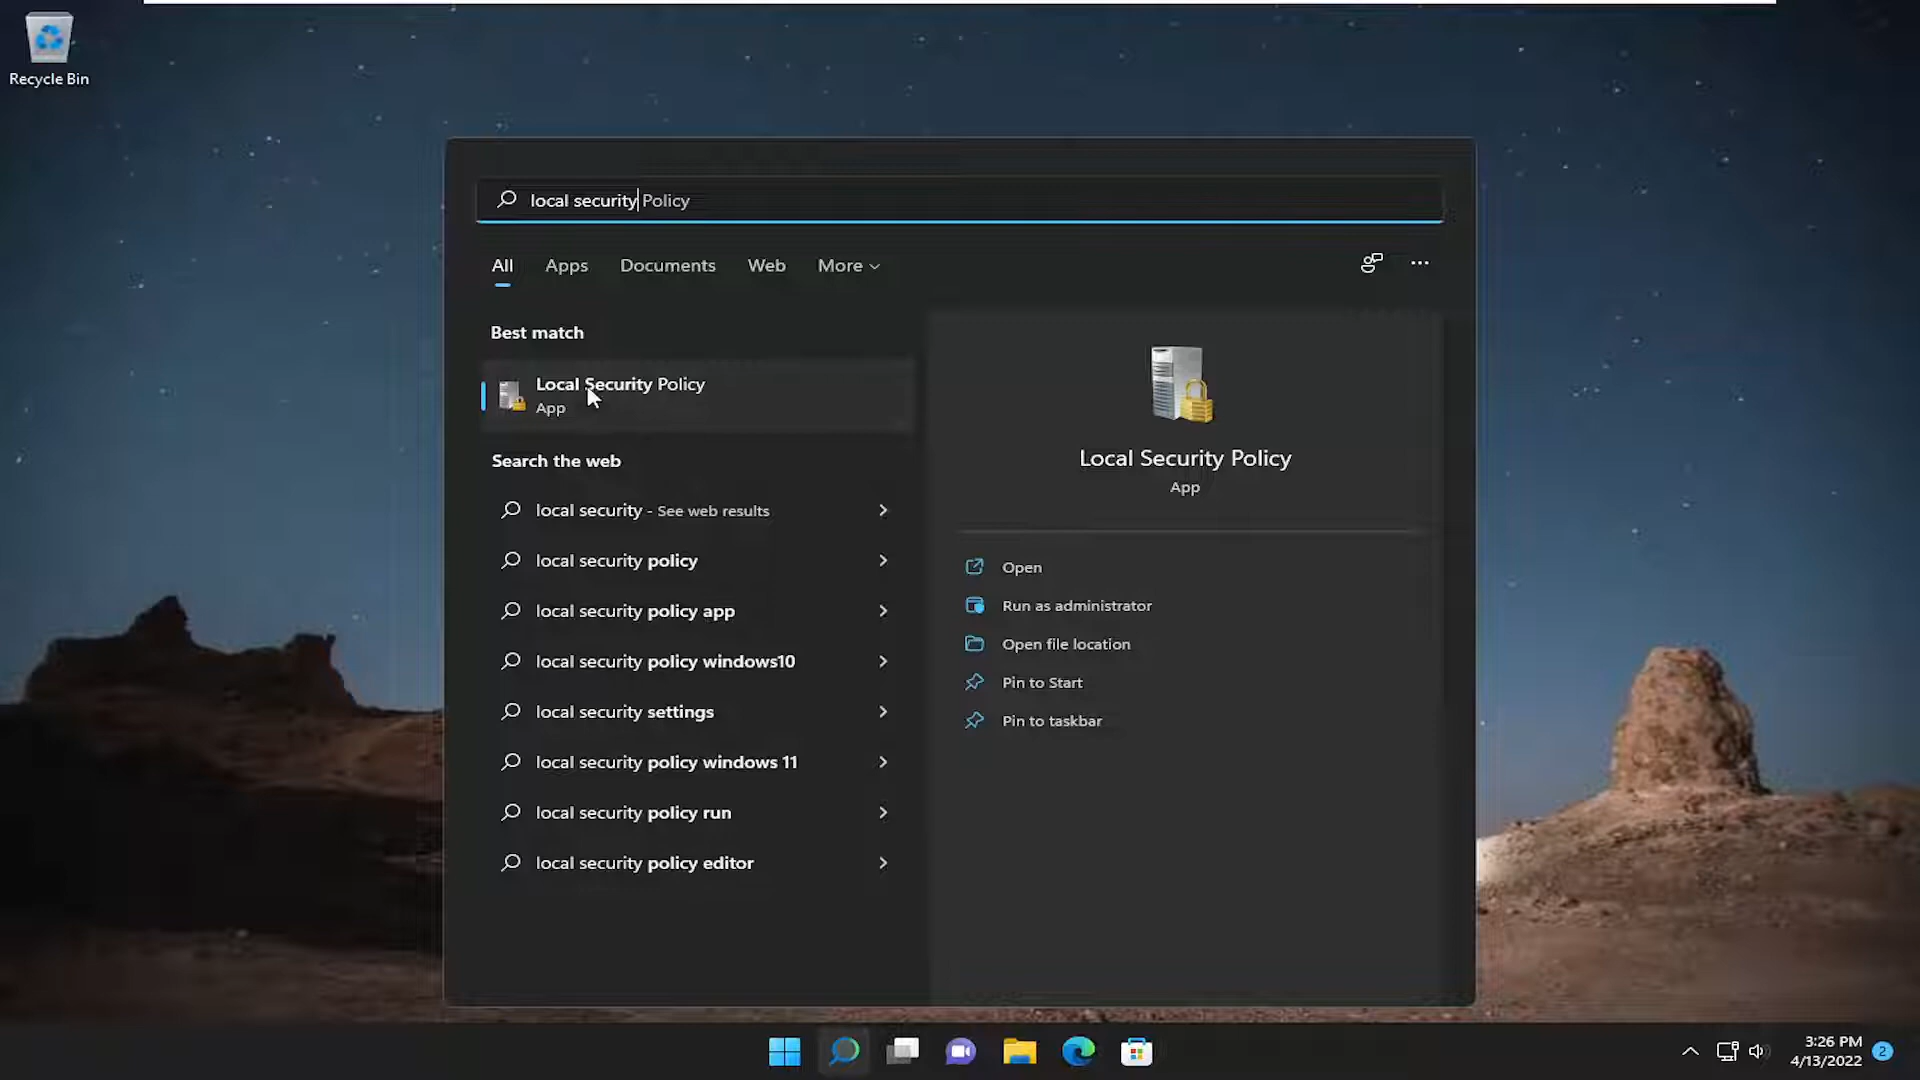 Recycle Bin
local security Policy
All Apps Documents Web More
Best match
Local Security Policy
App
Search the web
local security - See web results
local security policy
local security policy app
local security policy windows10
local security settings
local security policy windows 11
local security policy run
local security policy editor
Local Security Policy
App
Open
Run as administrator
Open file location
Pin to Start
Pin to taskbar
3:26 PM
4/13/2022
2